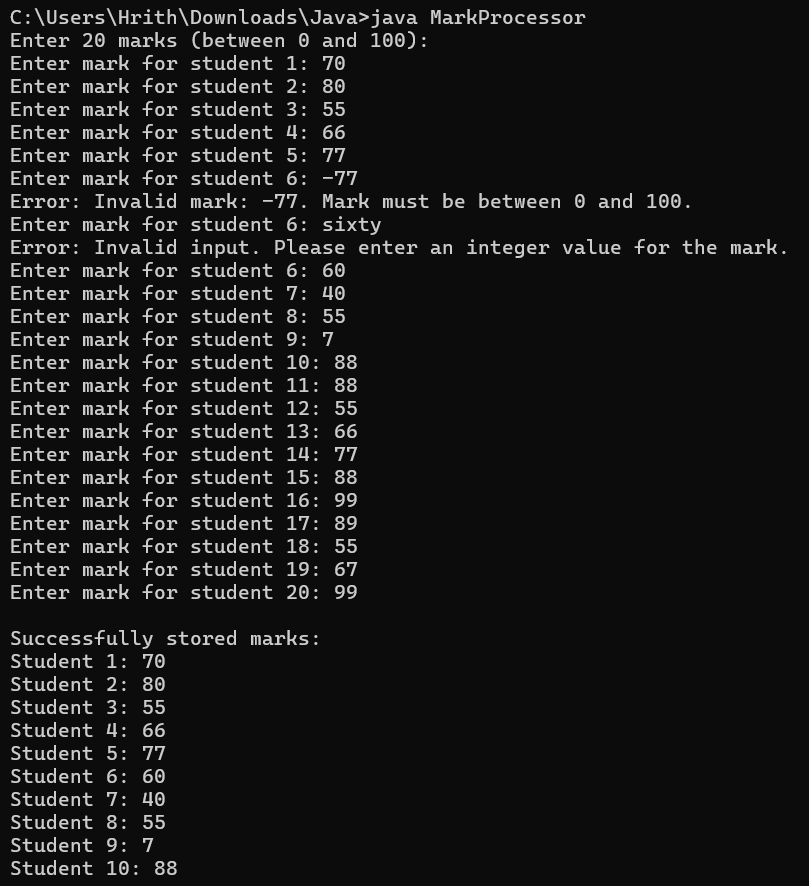 C:\Users\Hrith\Downloads\Java>java MarkProcessor
Enter 20 marks (between 0 and 100):
Enter mark for student 1: 70
Enter mark for student 2: 80
Enter mark for student 3: 55
Enter mark for student 4: 66
Enter mark for student 5: 77
Enter mark for student 6: -77
Error: Invalid mark: -77. Mark must be between 0 and 100.
Enter mark for student 6: sixty
Error: Invalid input. Please enter an integer value for the mark.
Enter mark for student 6: 60
Enter mark for student 7: 40
Enter mark for student 8: 55
Enter mark for student 9: 7
Enter mark for student 10: 88
Enter mark for student 11: 88
Enter mark for student 12: 55
Enter mark for student 13: 66
Enter mark for student 14: 77
Enter mark for student 15: 88
Enter mark for student 16: 99
Enter mark for student 17: 89
Enter mark for student 18: 55
Enter mark for student 19: 67
Enter mark for student 20: 99
Successfully stored marks:
Student 1: 70
Student 2: 80
Student 3: 55
Student 4: 66
Student 5: 77
Student 6: 60
Student 7: 40
Student 8: 55
Student 9: 7
Student 10: 88